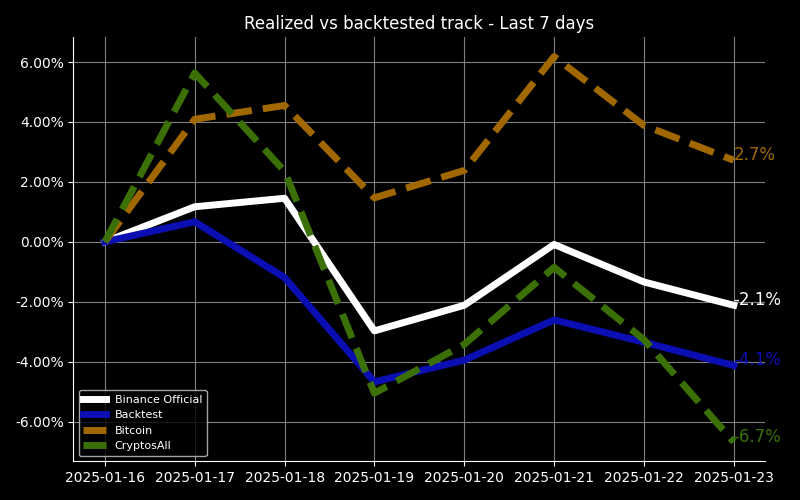 Realized vs backtested track - Last 7 days
6.00%
4.00%
2.00%
0.00%
-2.00%
-4.00%
-6.00%
2.7%
-2.1%
-4.1%
-6.7%
Binance Official
Backtest
Bitcoin
CryptosAll
2025-01-16 2025-01-17 2025-01-18 2025-01-19 2025-01-20 2025-01-21 2025-01-22 2025-01-23